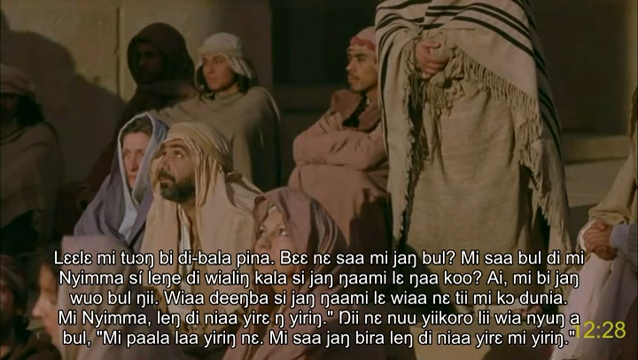 Lɛɛlɛ mi tuɔŋ bi di-bala pina. Bɛɛ nɛ saa mi jaŋ bul? Mi saa bul di mi
Nyimma sí leŋe di wialiŋ kala si jaŋ ŋaami lɛ ŋaa koo? Ai, mi bi jaŋ
wuo bul ŋii. Wiaa deeŋba si jaŋ ŋaami lɛ wiaa nɛ tii mi kɔ dunia.
Mi Nyimma, leŋ di niaa yirɛ ŋ yiriŋ." Ŋii nɛ nuu yiikoro lii wia nyuŋ a
bul, "Mi paala laa yiriŋ nɛ. Mi saa jaŋ bira leŋ di niaa yirɛ mi yiriŋ."
12:28